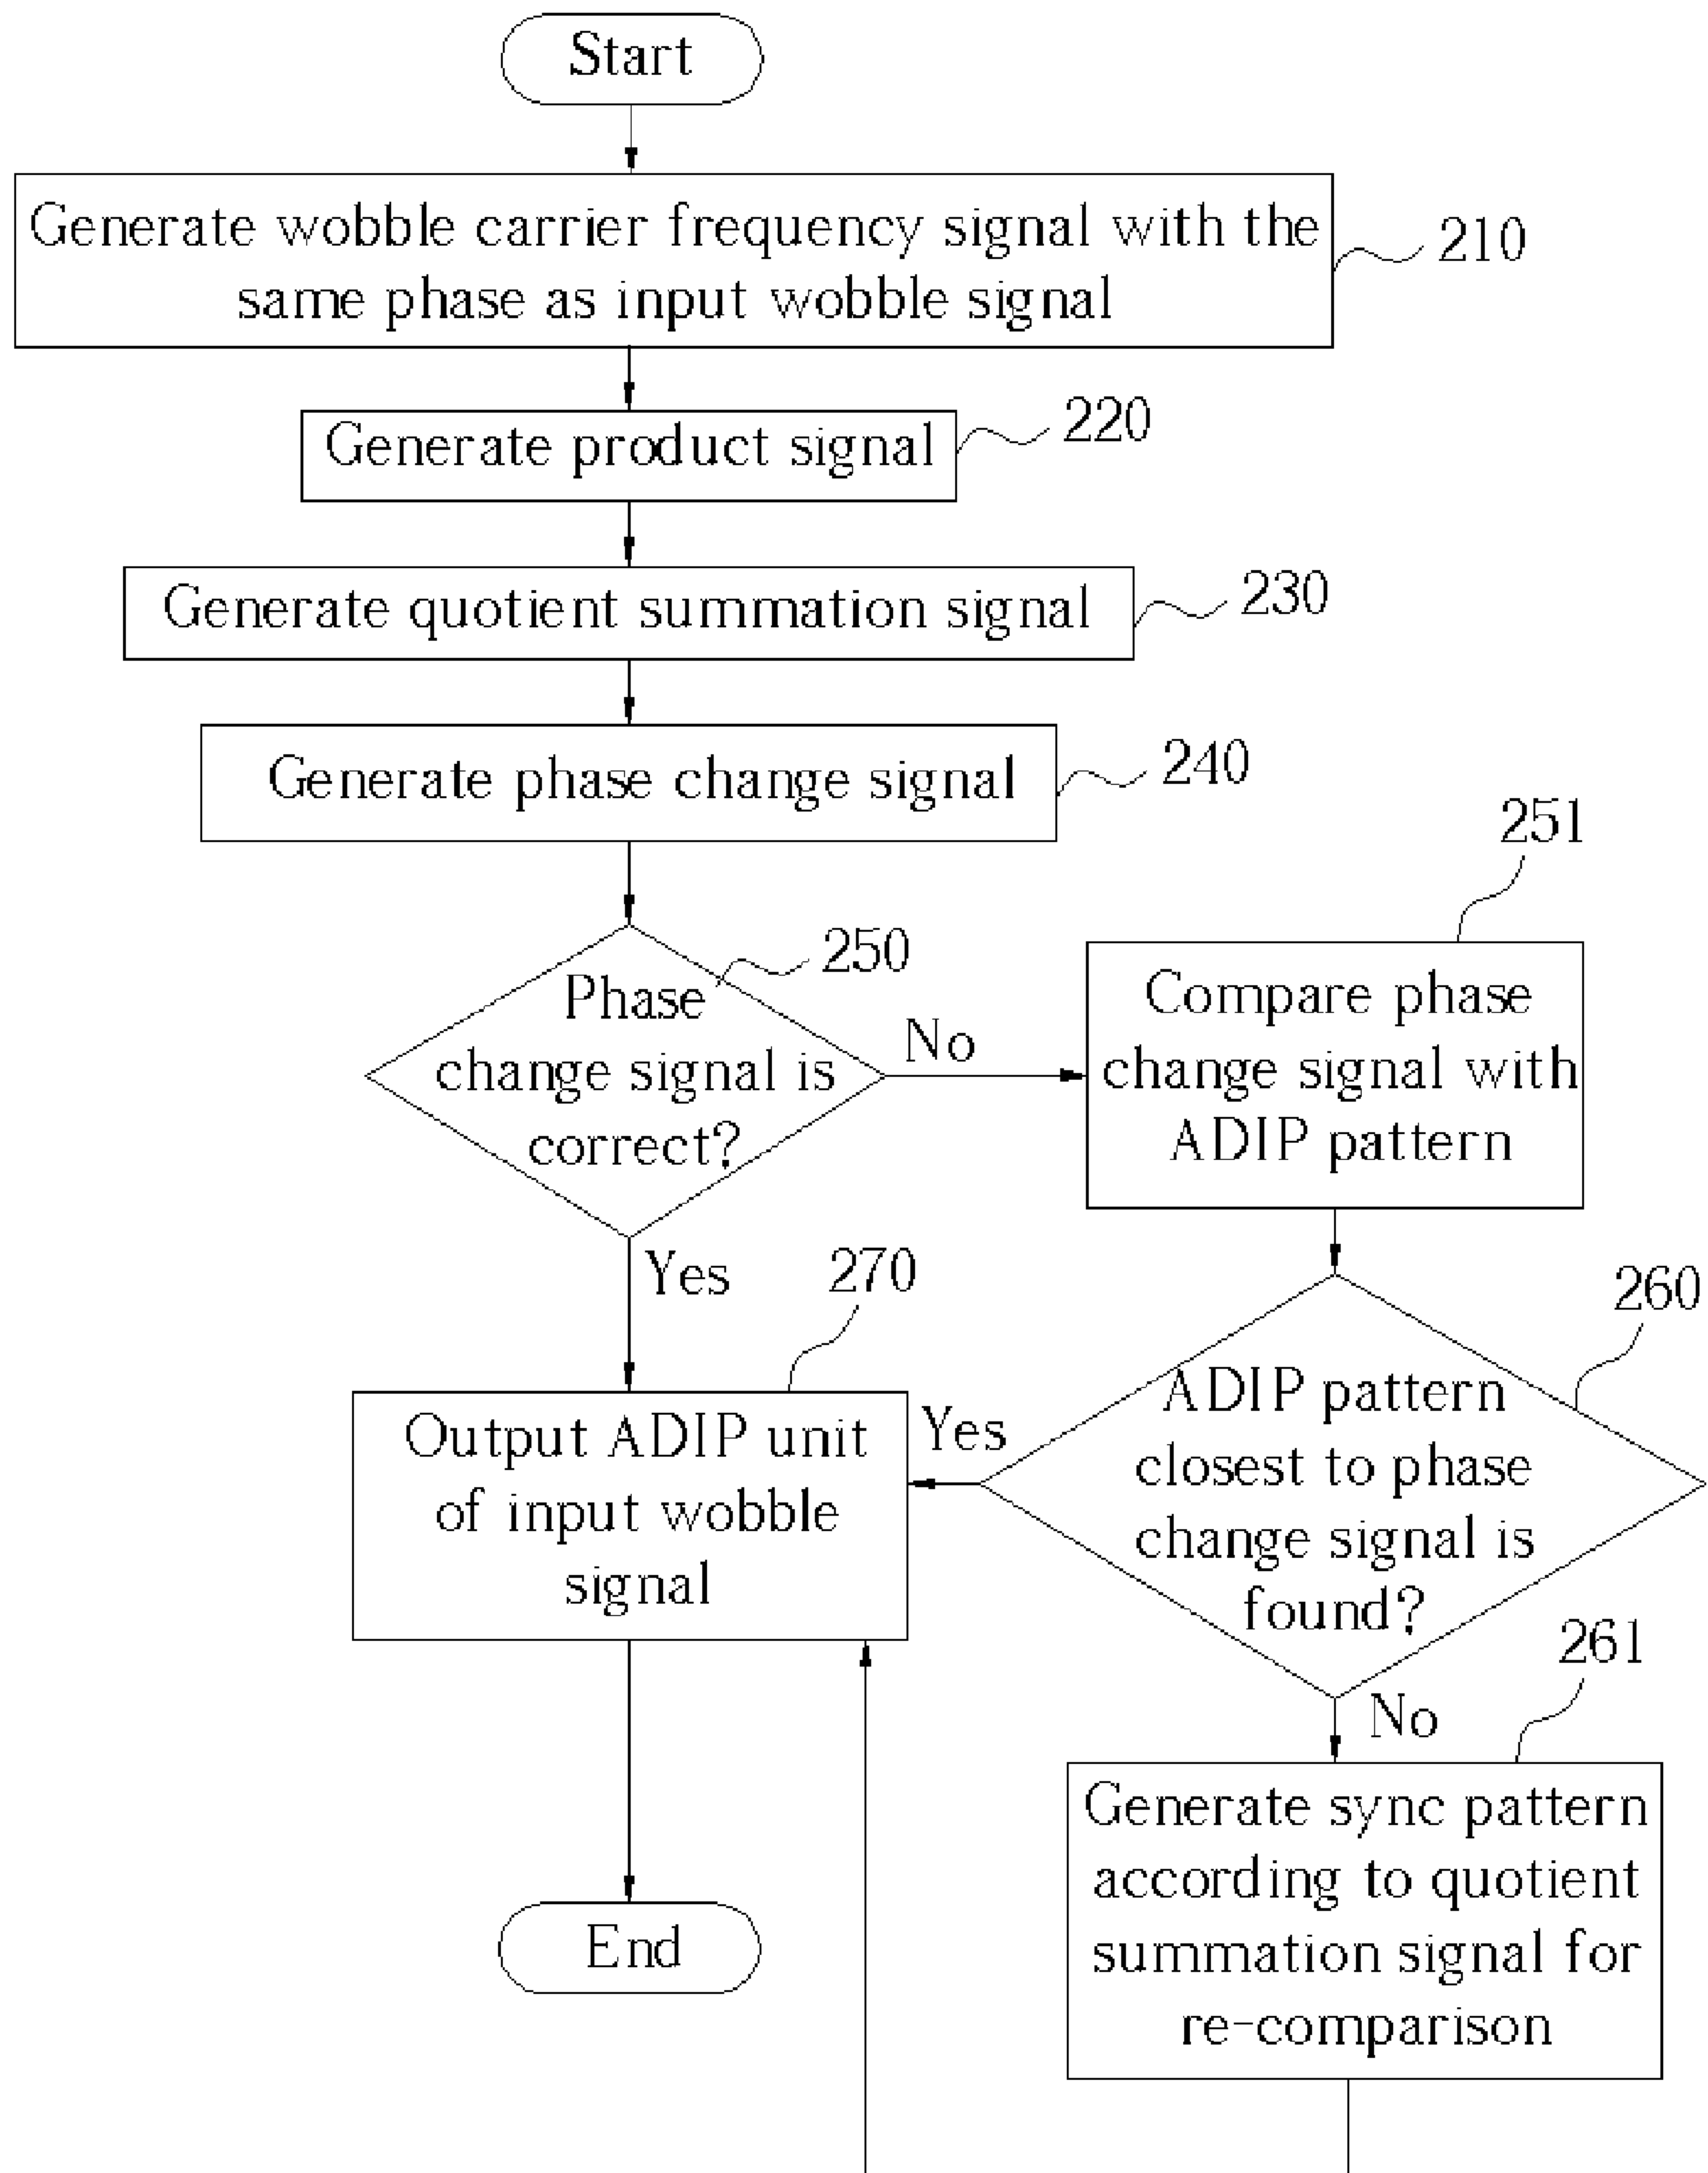 Start
Generate wobble carrier frequency signal with the
same phase as input wobble signal
210
Generate product signal
220
Generate quotient summation signal
230
Generate phase change signal
240
251
250
Phase
change signal is
correct?
No
Compare phase
change signal with
ADIP pattern
Yes
270
260
Output ADIP unit
of input wobble
signal
Yes
ADIP pattern
closest to phase
change signal is
found?
261
No
Generate sync pattern
according to quotient
summation signal for
re-comparison
End